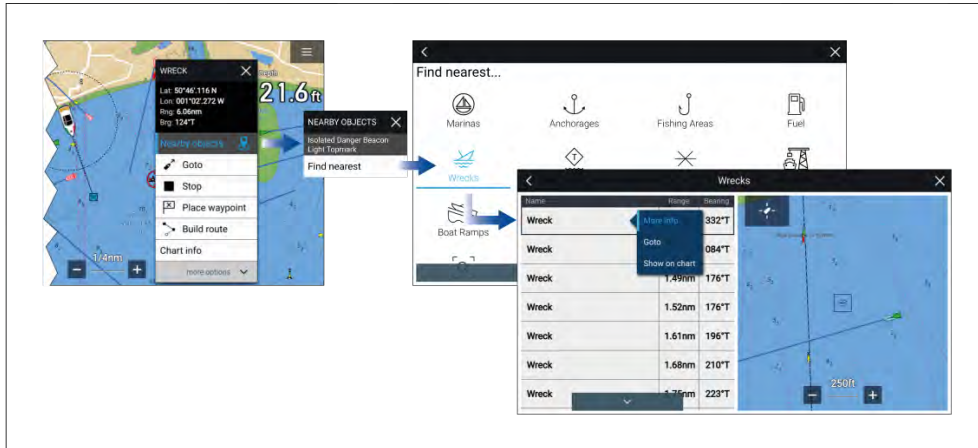 WRECK
Lat: 50°46'.116 N
Lon: 001°02'.272 W
Rng: 6.06nm
Brg: 124°T
Nearby objects
Goto
Stop
Place waypoint
Build route
Chart info
more options
21.6ft
1/4nm
NEARBY OBJECTS
Isolated Danger Beacon
Light Topmark
Find nearest
Find nearest...
Marinas
Anchorages
Fishing Areas
Fuel
Wrecks
Boat Ramps
Wrecks
Name Range Bearing
Wreck 332°T
More info
Goto
Show on chart
Wreck 084°T
Wreck 1.49nm 176°T
Wreck 1.52nm 176°T
Wreck 1.61nm 196°T
Wreck 1.68nm 210°T
Wreck 1.75nm 223°T
250ft